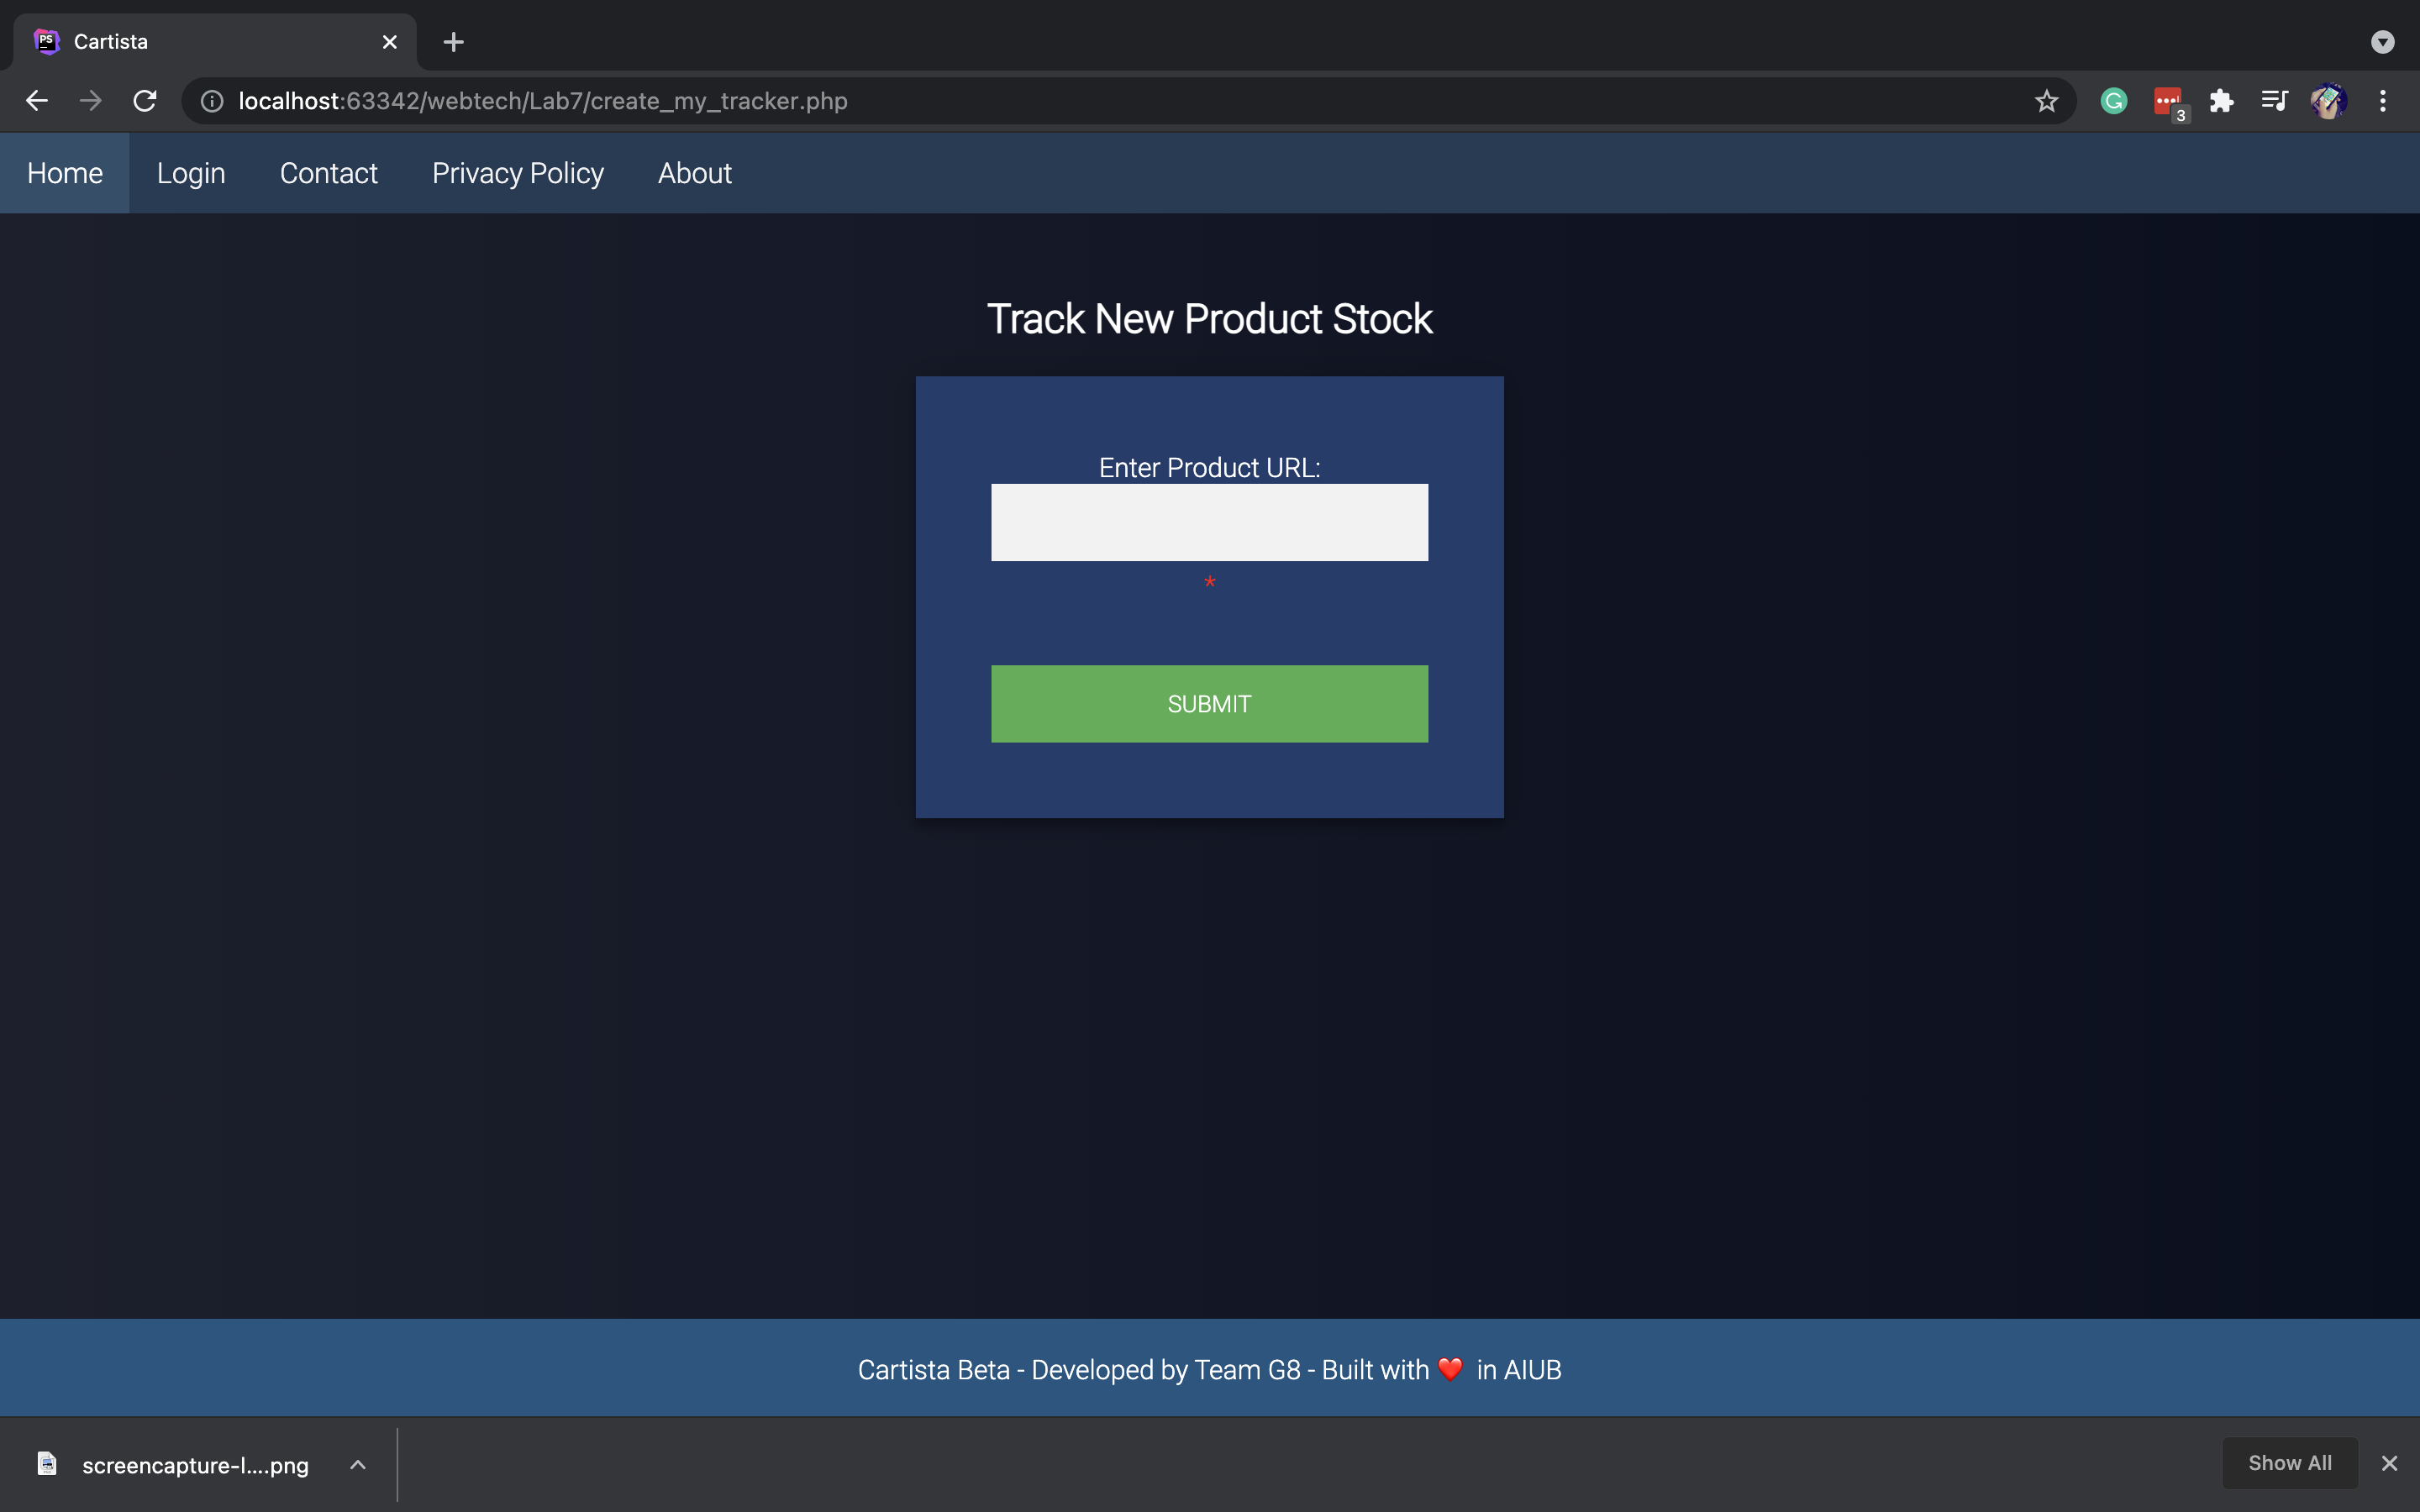 Cartista
localhost:63342/webtech/Lab7/create_my_tracker.php
3
Home Login Contact Privacy Policy About
Track New Product Stock
Enter Product URL:
*
SUBMIT
Cartista Beta - Developed by Team G8 - Built with ❤️ in AIUB
screencapture-l....png
Show All